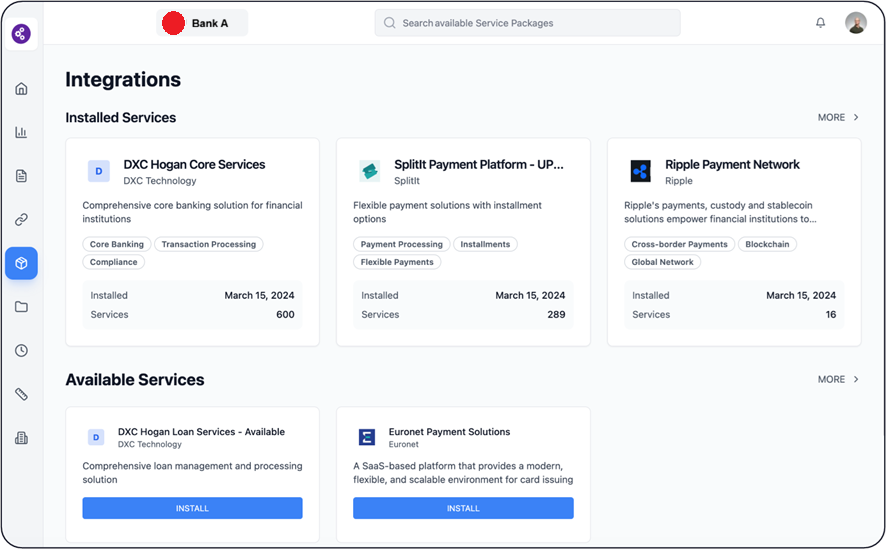 Bank A
Search available Service Packages
Integrations
Installed Services
MORE
D
DXC Hogan Core Services
DXC Technology
Comprehensive core banking solution for financial
institutions
Core Banking
Transaction Processing
Compliance
Installed
March 15, 2024
Services
600
SplitIt Payment Platform - UP...
SplitIt
Flexible payment solutions with installment
options
Payment Processing
Installments
Flexible Payments
Installed
March 15, 2024
Services
289
Ripple Payment Network
Ripple
Ripple's payments, custody and stablecoin
solutions empower financial institutions to...
Cross-border Payments
Blockchain
Global Network
Installed
March 15, 2024
Services
16
Available Services
MORE
D
DXC Hogan Loan Services - Available
DXC Technology
Comprehensive loan management and processing
solution
INSTALL
E
Euronet Payment Solutions
Euronet
A SaaS-based platform that provides a modern,
flexible, and scalable environment for card issuing
INSTALL